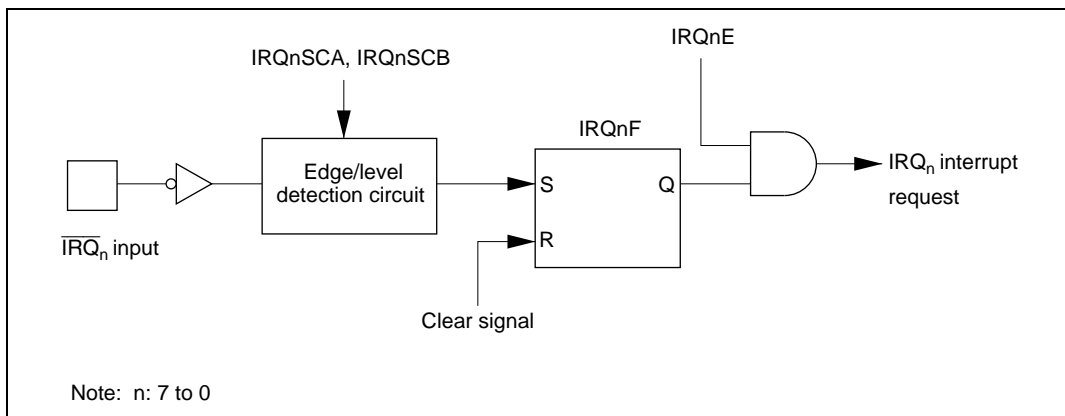 IRQnE
IRQnSCA, IRQnSCB
IRQnF
Edge/level
detection circuit
S
Q
IRQn interrupt
request
R
IRQn input
Clear signal
Note: n: 7 to 0